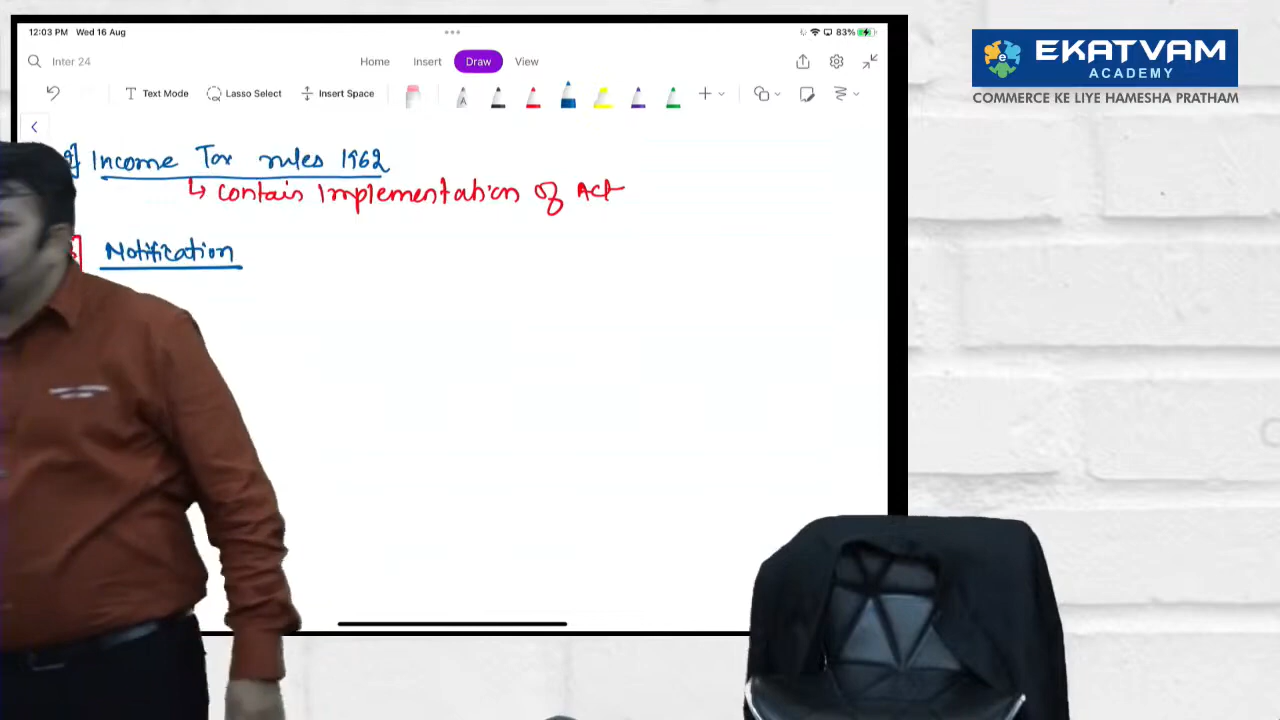 12:03 PM Wed 16 Aug
83%
Inter 24
Home Insert Draw View
Text Mode Lasso Select Insert Space
Income Tax rules 1962
↳ Contain Implementation of Act
Notification
EKATVAM
ACADEMY
COMMERCE KE LIYE HAMESHA PRATHAM